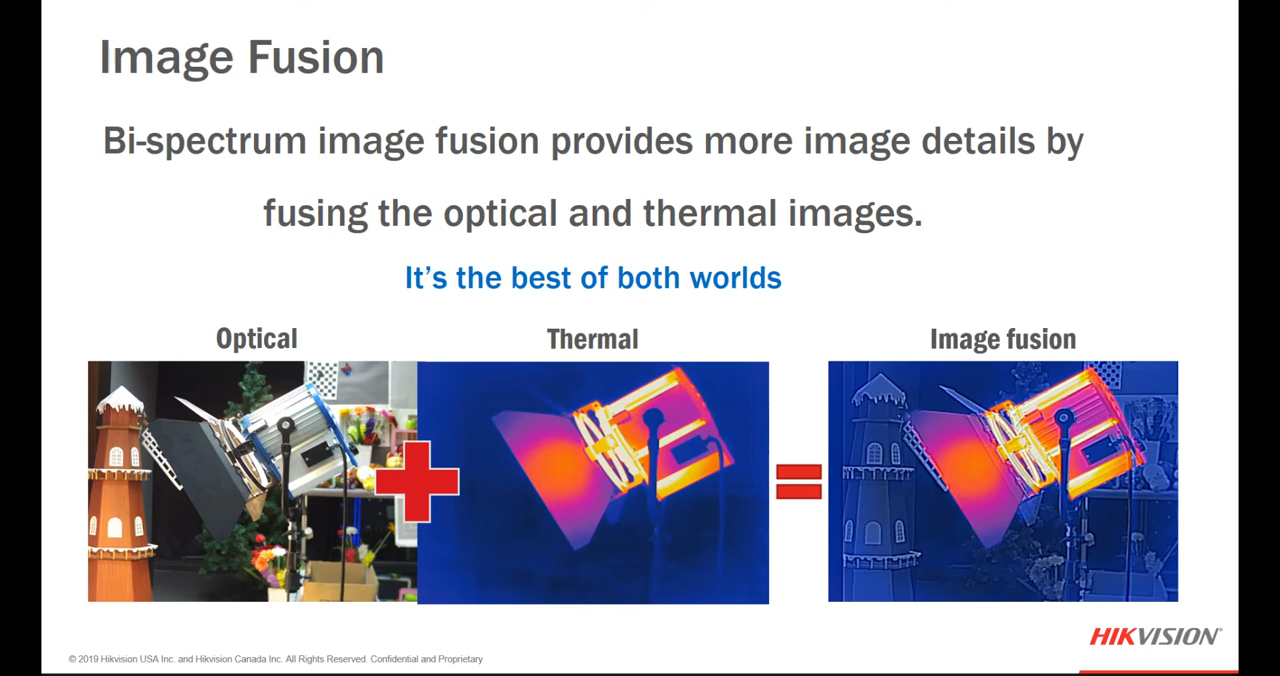 Image Fusion
Bi-spectrum image fusion provides more image details by
fusing the optical and thermal images.
It's the best of both worlds
Optical
Thermal
Image fusion
HIKVISION®
© 2019 Hikvision USA Inc. and Hikvision Canada Inc. All Rights Reserved. Confidential and Proprietary